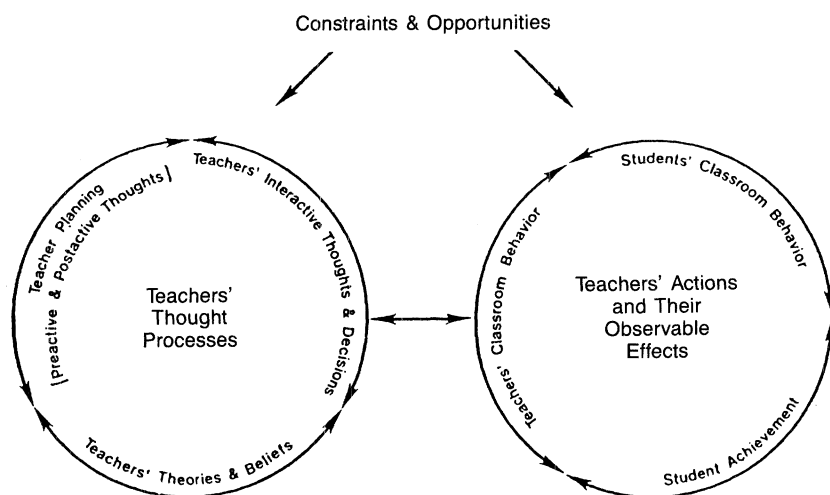 Constraints & Opportunities
Teacher Planning
[Preactive & Postactive Thoughts]
Teachers' Interactive Thoughts & Decisions
Teachers' Theories & Beliefs
Teachers'
Thought
Processes
Students' Classroom Behavior
Teachers' Classroom Behavior
Student Achievement
Teachers' Actions
and Their
Observable
Effects